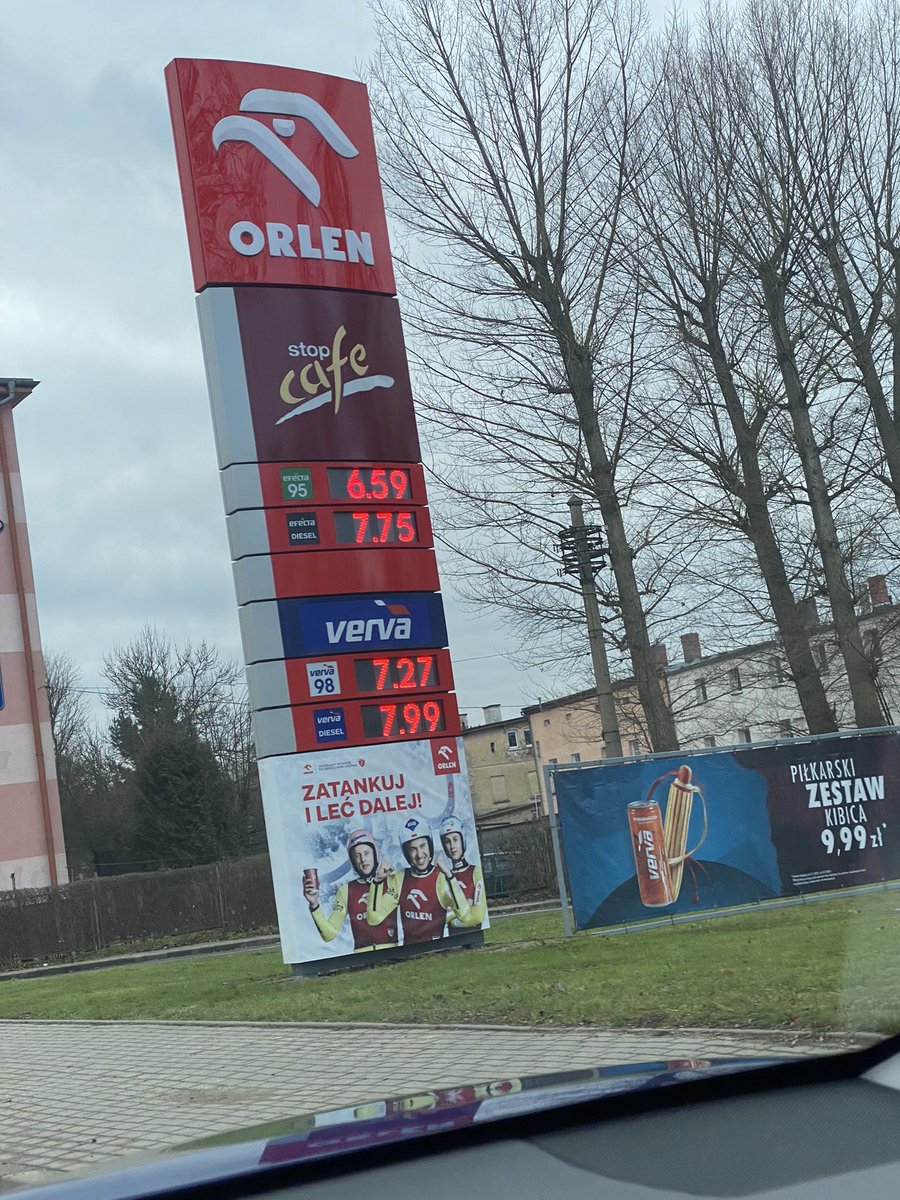 ORLEN
stop
cafe
EFECTA
95
6.59
EFECTA
DIESEL
7.75
VERVA
VERVA
98
7.27
VERVA
DIESEL
7.99
ORLEN
ZATANKUJ
I LEĆ DALEJ!
ORLEN
ORLEN
verva
PIŁKARSKI
ZESTAW
KIBICA
9,99 zł*